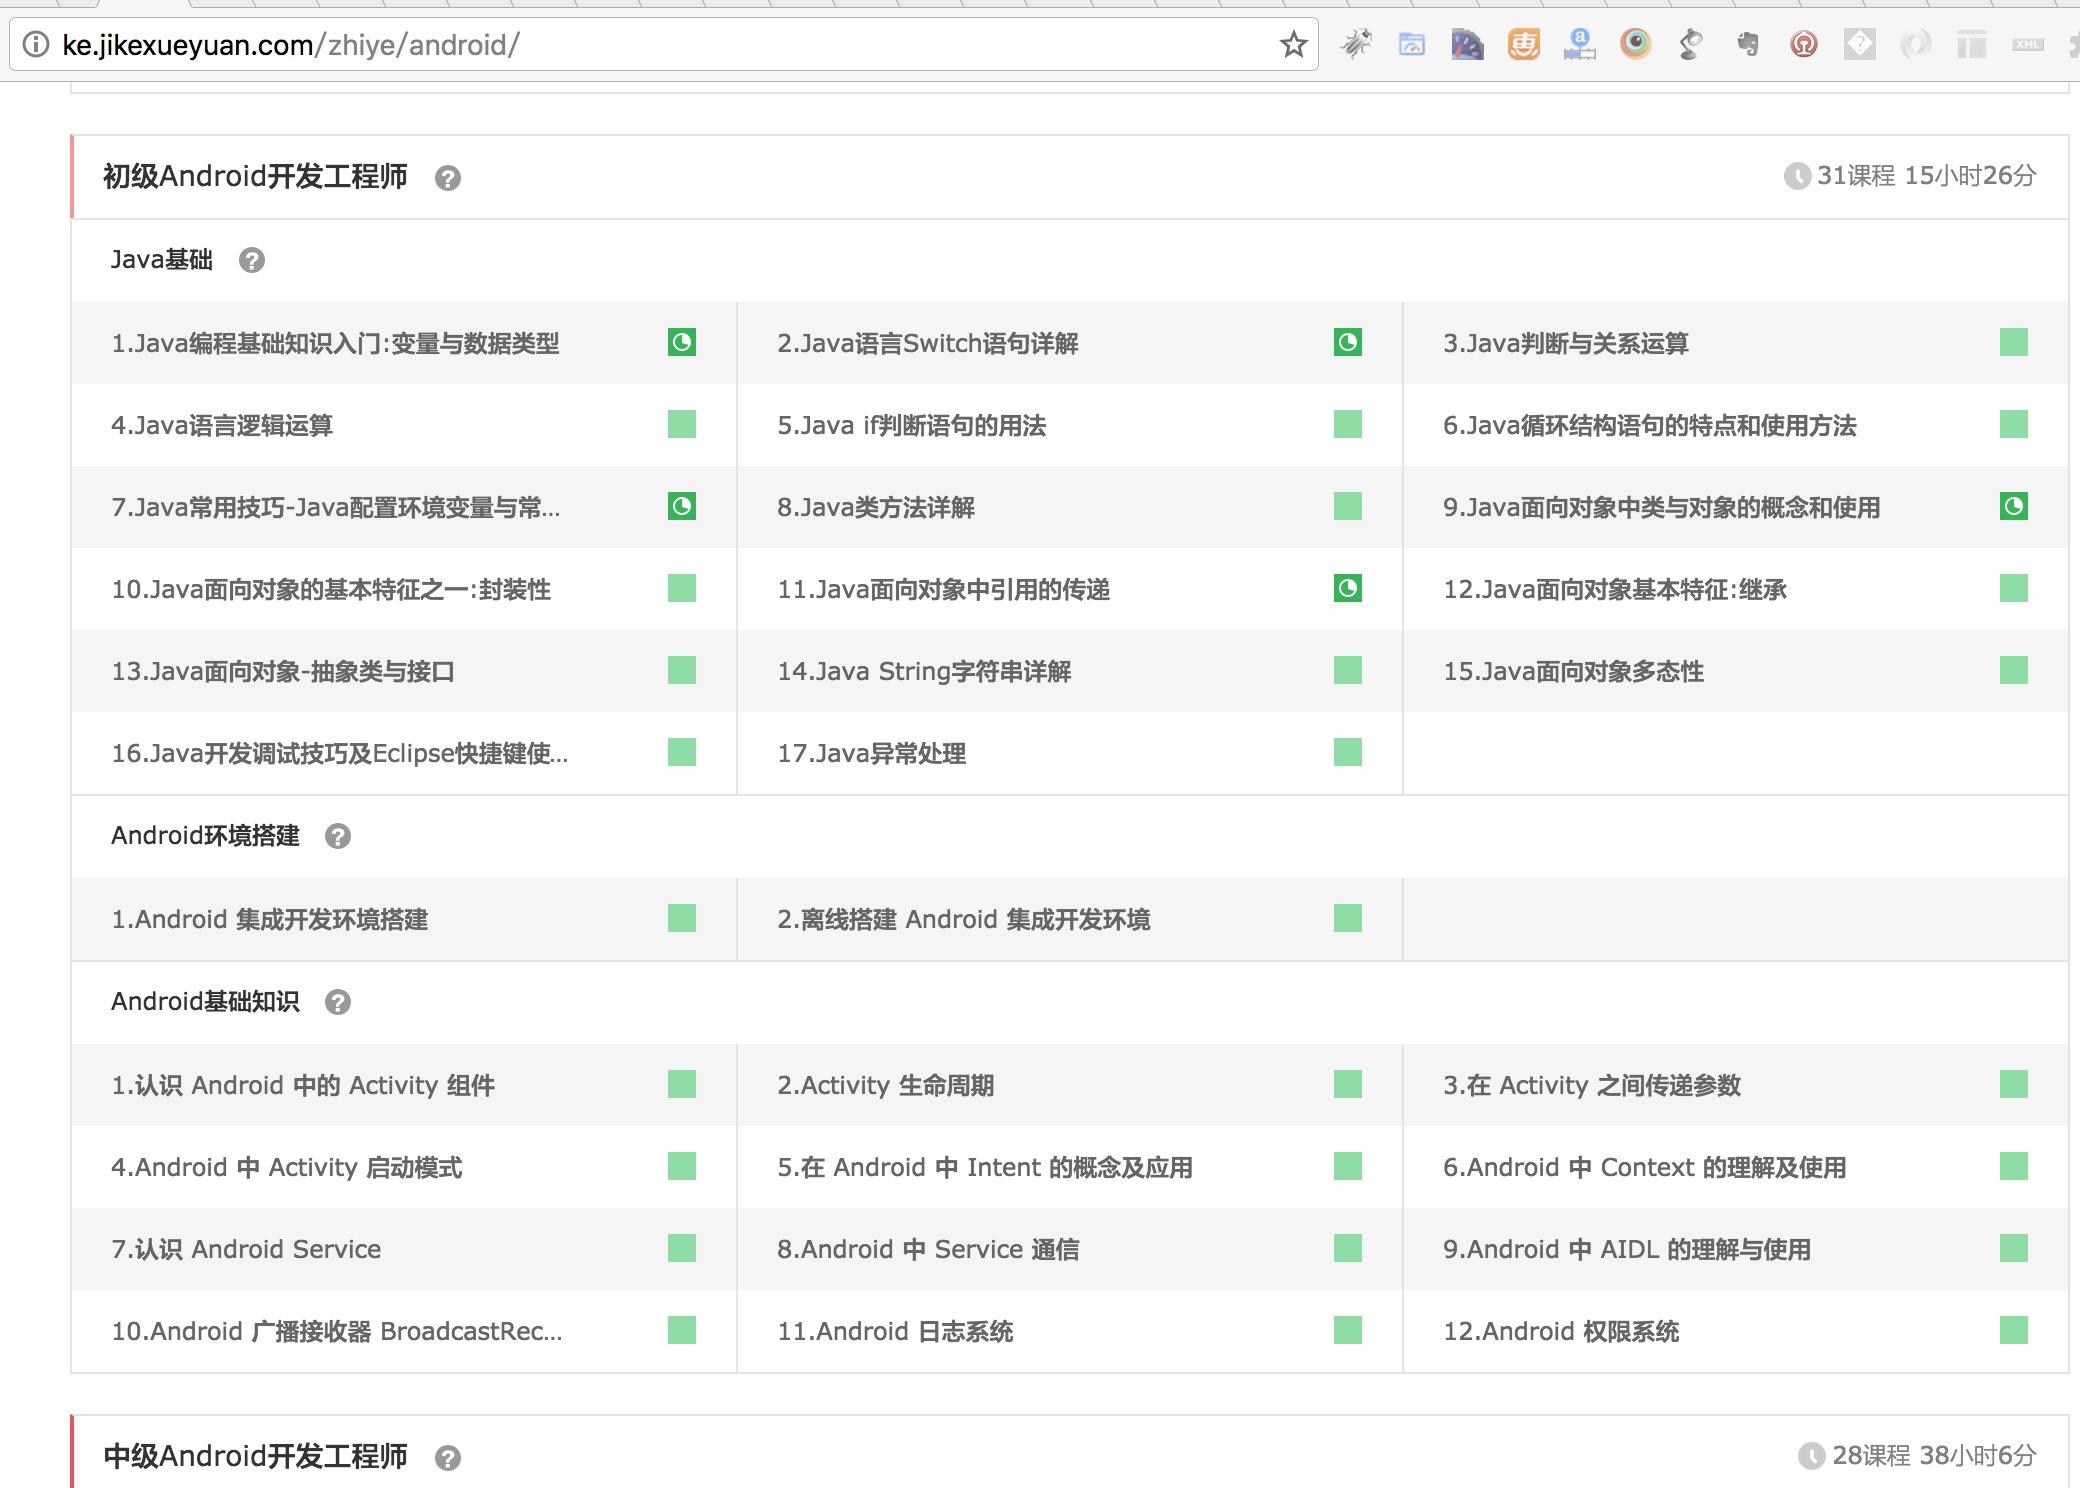 ke.jikexueyuan.com/zhiye/android/
XML
初级Android开发工程师
31课程 15小时26分
Java基础
1.Java编程基础知识入门:变量与数据类型
2.Java语言Switch语句详解
3.Java判断与关系运算
4.Java语言逻辑运算
5.Java if判断语句的用法
6.Java循环结构语句的特点和使用方法
7.Java常用技巧-Java配置环境变量与常...
8.Java类方法详解
9.Java面向对象中类与对象的概念和使用
10.Java面向对象的基本特征之一:封装性
11.Java面向对象中引用的传递
12.Java面向对象基本特征:继承
13.Java面向对象-抽象类与接口
14.Java String字符串详解
15.Java面向对象多态性
16.Java开发调试技巧及Eclipse快捷键使...
17.Java异常处理
Android环境搭建
1.Android 集成开发环境搭建
2.离线搭建 Android 集成开发环境
Android基础知识
1.认识 Android 中的 Activity 组件
2.Activity 生命周期
3.在 Activity 之间传递参数
4.Android 中 Activity 启动模式
5.在 Android 中 Intent 的概念及应用
6.Android 中 Context 的理解及使用
7.认识 Android Service
8.Android 中 Service 通信
9.Android 中 AIDL 的理解与使用
10.Android 广播接收器 BroadcastRec...
11.Android 日志系统
12.Android 权限系统
中级Android开发工程师
28课程 38小时6分